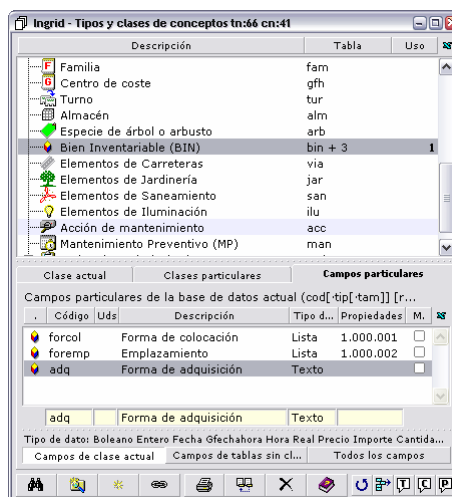 Ingrid - Tipos y clases de conceptos tn:66 cn:41
Descripción Tabla Uso
Familia fam
Centro de coste gfh
Turno tur
Almacén alm
Especie de árbol o arbusto arb
Bien Inventariable (BIN) bin + 3 1
Elementos de Carreteras via
Elementos de Jardinería jar
Elementos de Saneamiento san
Elementos de Iluminación ilu
Acción de mantenimiento acc
Mantenimiento Preventivo (MP) man
Clase actual Clases particulares Campos particulares
Campos particulares de la base de datos actual (cod[·tip[·tam]] [r...
. Código Uds Descripción Tipo d... Propiedades M.
forcol Forma de colocación Lista 1.000.001
foremp Emplazamiento Lista 1.000.002
adq Forma de adquisición Texto
adq Forma de adquisición Texto
Tipo de dato: Boleano Entero Fecha Gfechahora Hora Real Precio Importe Cantida...
Campos de clase actual Campos de tablas sin cl... Todos los campos